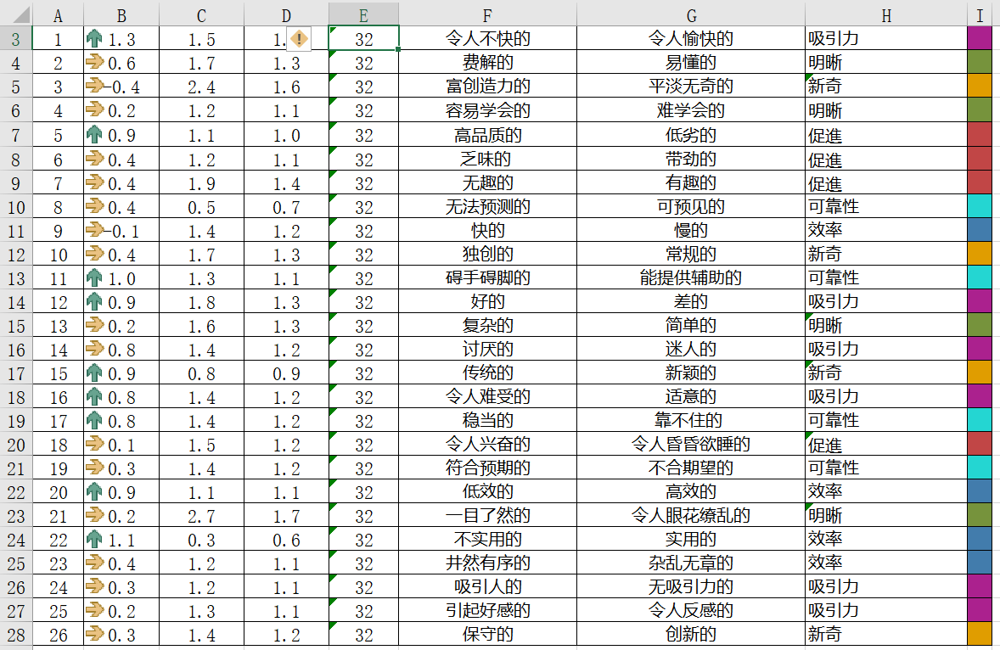 A B C D E F G H I
3 1 1.3 1.5 1. 32 令人不快的 令人愉快的 吸引力
4 2 0.6 1.7 1.3 32 费解的 易懂的 明晰
5 3 -0.4 2.4 1.6 32 富创造力的 平淡无奇的 新奇
6 4 0.2 1.2 1.1 32 容易学会的 难学会的 明晰
7 5 0.9 1.1 1.0 32 高品质的 低劣的 促進
8 6 0.4 1.2 1.1 32 乏味的 带劲的 促進
9 7 0.4 1.9 1.4 32 无趣的 有趣的 促進
10 8 0.4 0.5 0.7 32 无法预测的 可预见的 可靠性
11 9 -0.1 1.4 1.2 32 快的 慢的 效率
12 10 0.4 1.7 1.3 32 独创的 常规的 新奇
13 11 1.0 1.3 1.1 32 碍手碍脚的 能提供辅助的 可靠性
14 12 0.9 1.8 1.3 32 好的 差的 吸引力
15 13 0.2 1.6 1.3 32 复杂的 简单的 明晰
16 14 0.8 1.4 1.2 32 讨厌的 迷人的 吸引力
17 15 0.9 0.8 0.9 32 传统的 新颖的 新奇
18 16 0.8 1.4 1.2 32 令人难受的 适意的 吸引力
19 17 0.8 1.4 1.2 32 稳当的 靠不住的 可靠性
20 18 0.1 1.5 1.2 32 令人兴奋的 令人昏昏欲睡的 促進
21 19 0.3 1.4 1.2 32 符合预期的 不合期望的 可靠性
22 20 0.9 1.1 1.1 32 低效的 高效的 效率
23 21 0.2 2.7 1.7 32 一目了然的 令人眼花缭乱的 明晰
24 22 1.1 0.3 0.6 32 不实用的 实用的 效率
25 23 0.4 1.2 1.1 32 井然有序的 杂乱无章的 效率
26 24 0.3 1.2 1.1 32 吸引人的 无吸引力的 吸引力
27 25 0.2 1.3 1.1 32 引起好感的 令人反感的 吸引力
28 26 0.3 1.4 1.2 32 保守的 创新的 新奇